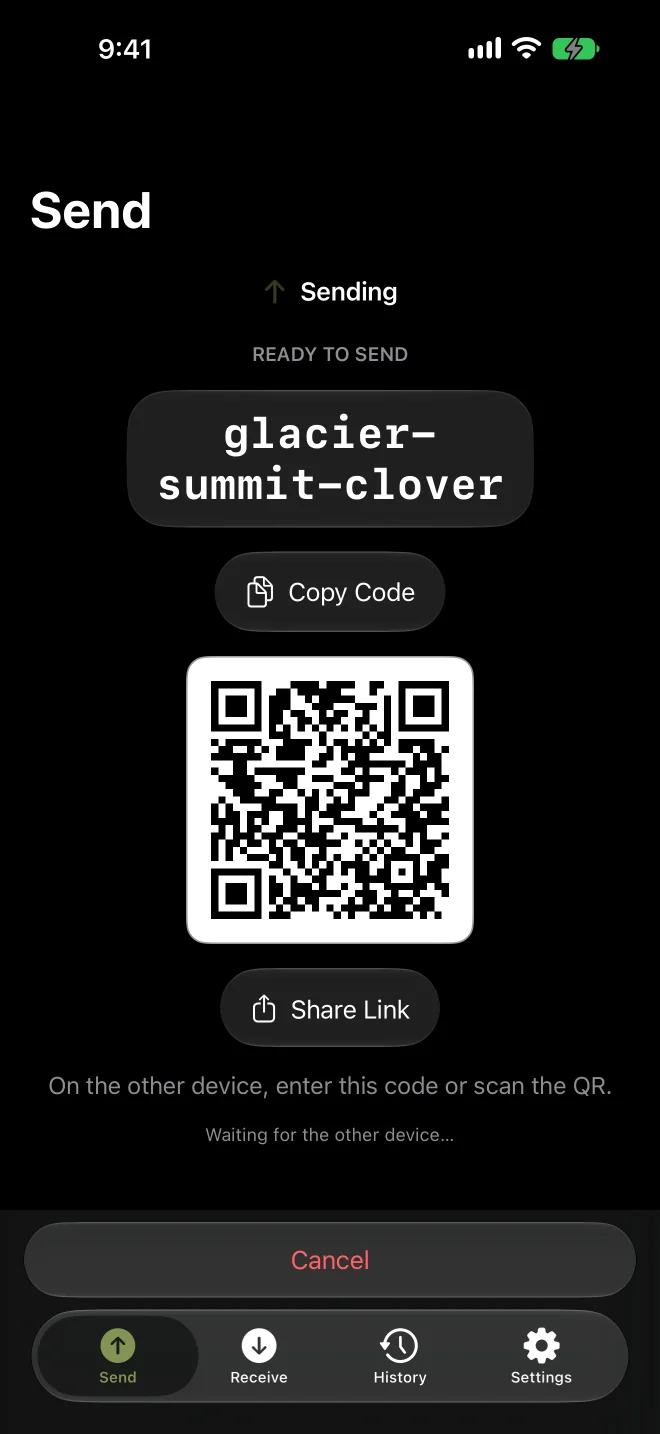 9:41
Send
Sending
READY TO SEND
glacier-
summit-clover
Copy Code
Share Link
On the other device, enter this code or scan the QR.
Waiting for the other device...
Cancel
Send
Receive
History
Settings